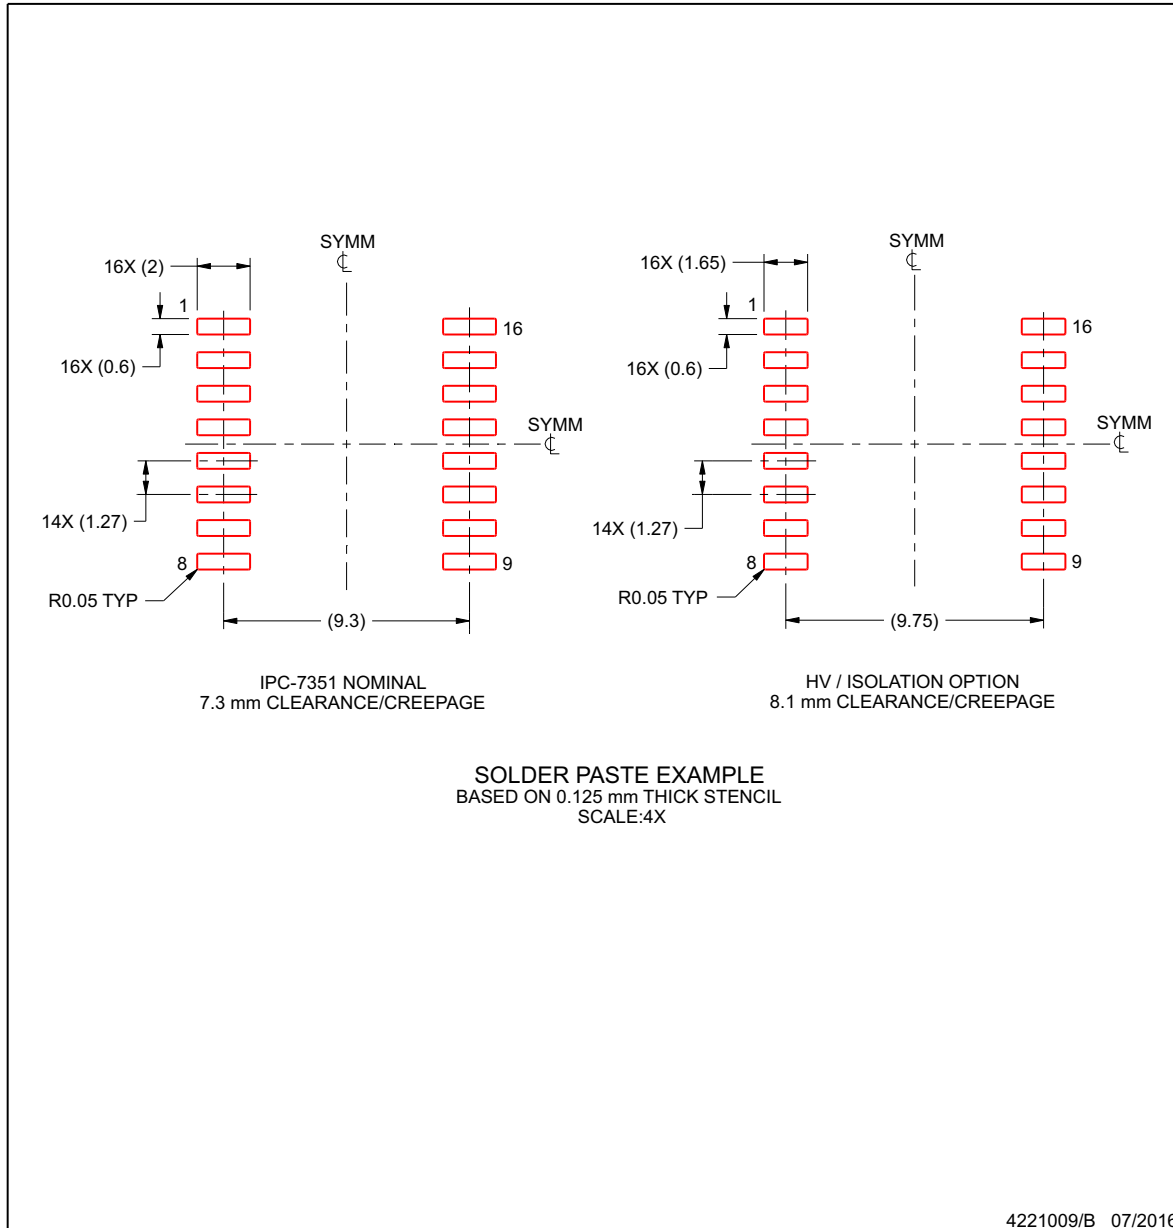 SYMM
℄
16X (2)
1
16
16X (0.6)
SYMM
℄
14X (1.27)
8
9
R0.05 TYP
(9.3)
IPC-7351 NOMINAL
7.3 mm CLEARANCE/CREEPAGE
SYMM
℄
16X (1.65)
1
16
16X (0.6)
SYMM
℄
14X (1.27)
8
9
R0.05 TYP
(9.75)
HV / ISOLATION OPTION
8.1 mm CLEARANCE/CREEPAGE
SOLDER PASTE EXAMPLE
BASED ON 0.125 mm THICK STENCIL
SCALE:4X
4221009/B 07/2016